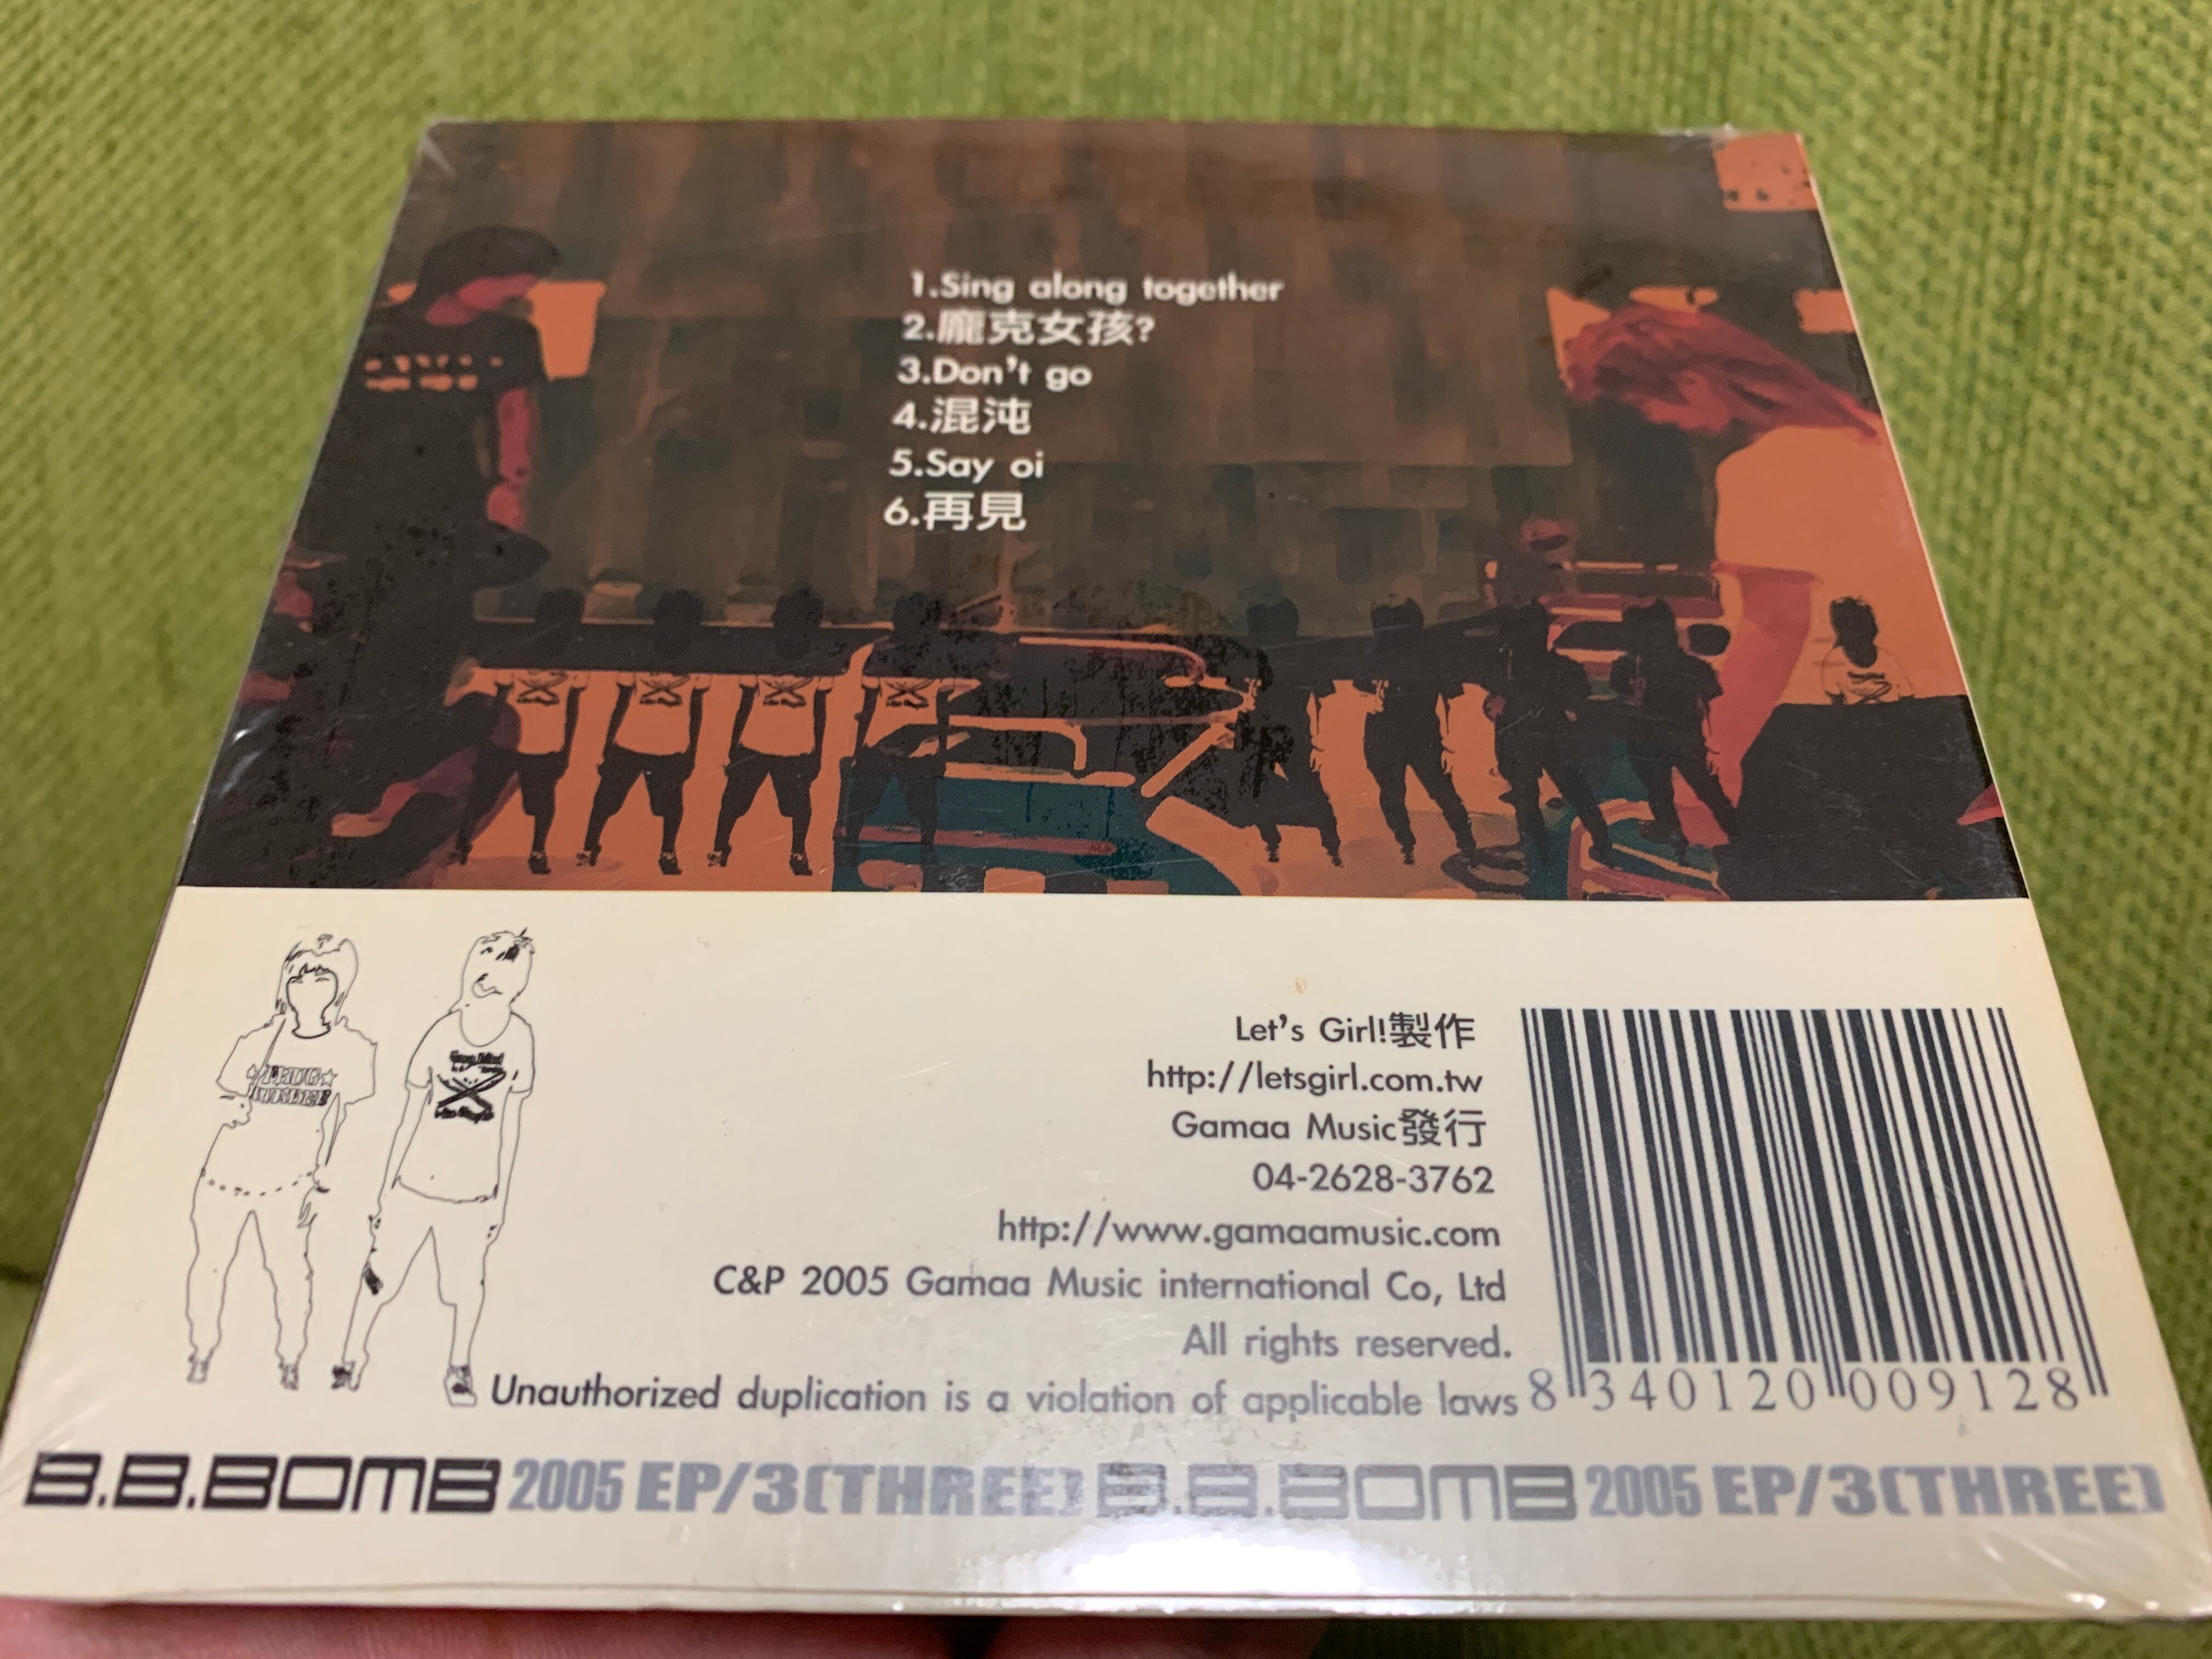 1.Sing along together
2.龐克女孩?
3.Don't go
4.混沌
5.Say oi
6.再見
Let's Girl!製作
http://letsgirl.com.tw
Gamaa Music發行
04-2628-3762
http://www.gamaamusic.com
C&P 2005 Gamaa Music international Co, Ltd
All rights reserved.
Unauthorized duplication is a violation of applicable laws
8 340120 009128
B.B.BOMB 2005 EP/3(THREE) B.B.BOMB 2005 EP/3(THREE)